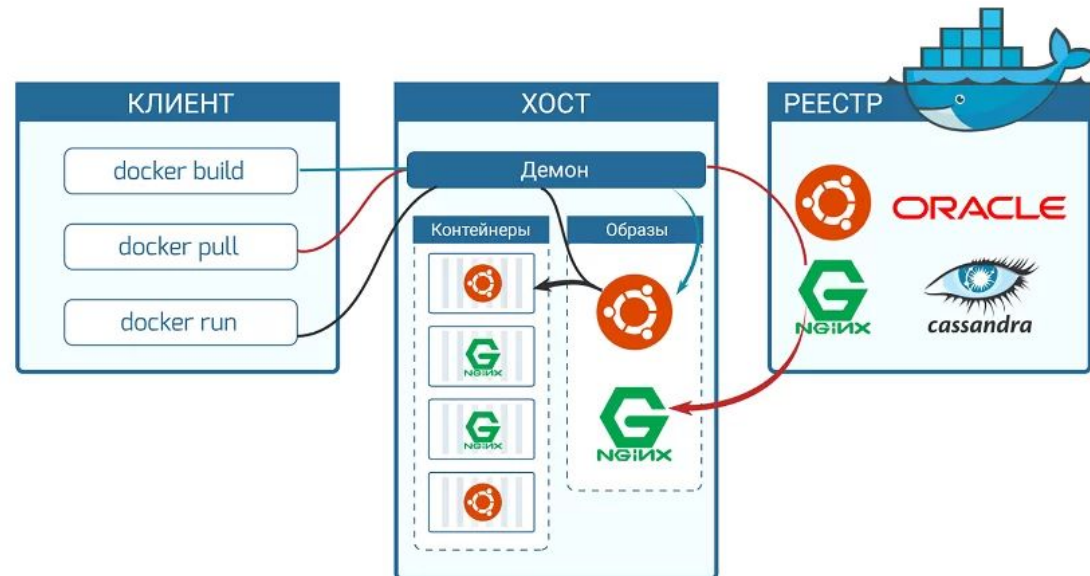 КЛИЕНТ
docker build
docker pull
docker run
ХОСТ
Демон
Контейнеры
Образы
NGiNX
NGiNX
NGiNX
РЕЕСТР
ORACLE
NGiNX
cassandra